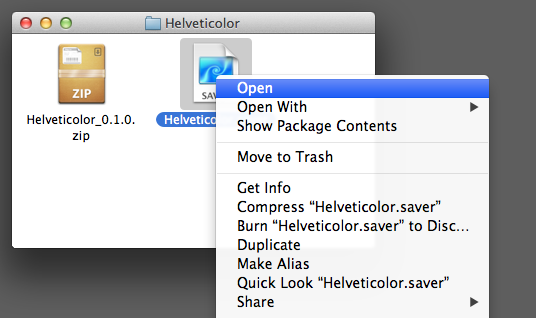 Helveticolor
ZIP
SAV
Helveticolor_0.1.0.
zip
Open
Open With
Show Package Contents
Move to Trash
Get Info
Compress “Helveticolor.saver”
Burn “Helveticolor.saver” to Disc…
Duplicate
Make Alias
Quick Look “Helveticolor.saver”
Share